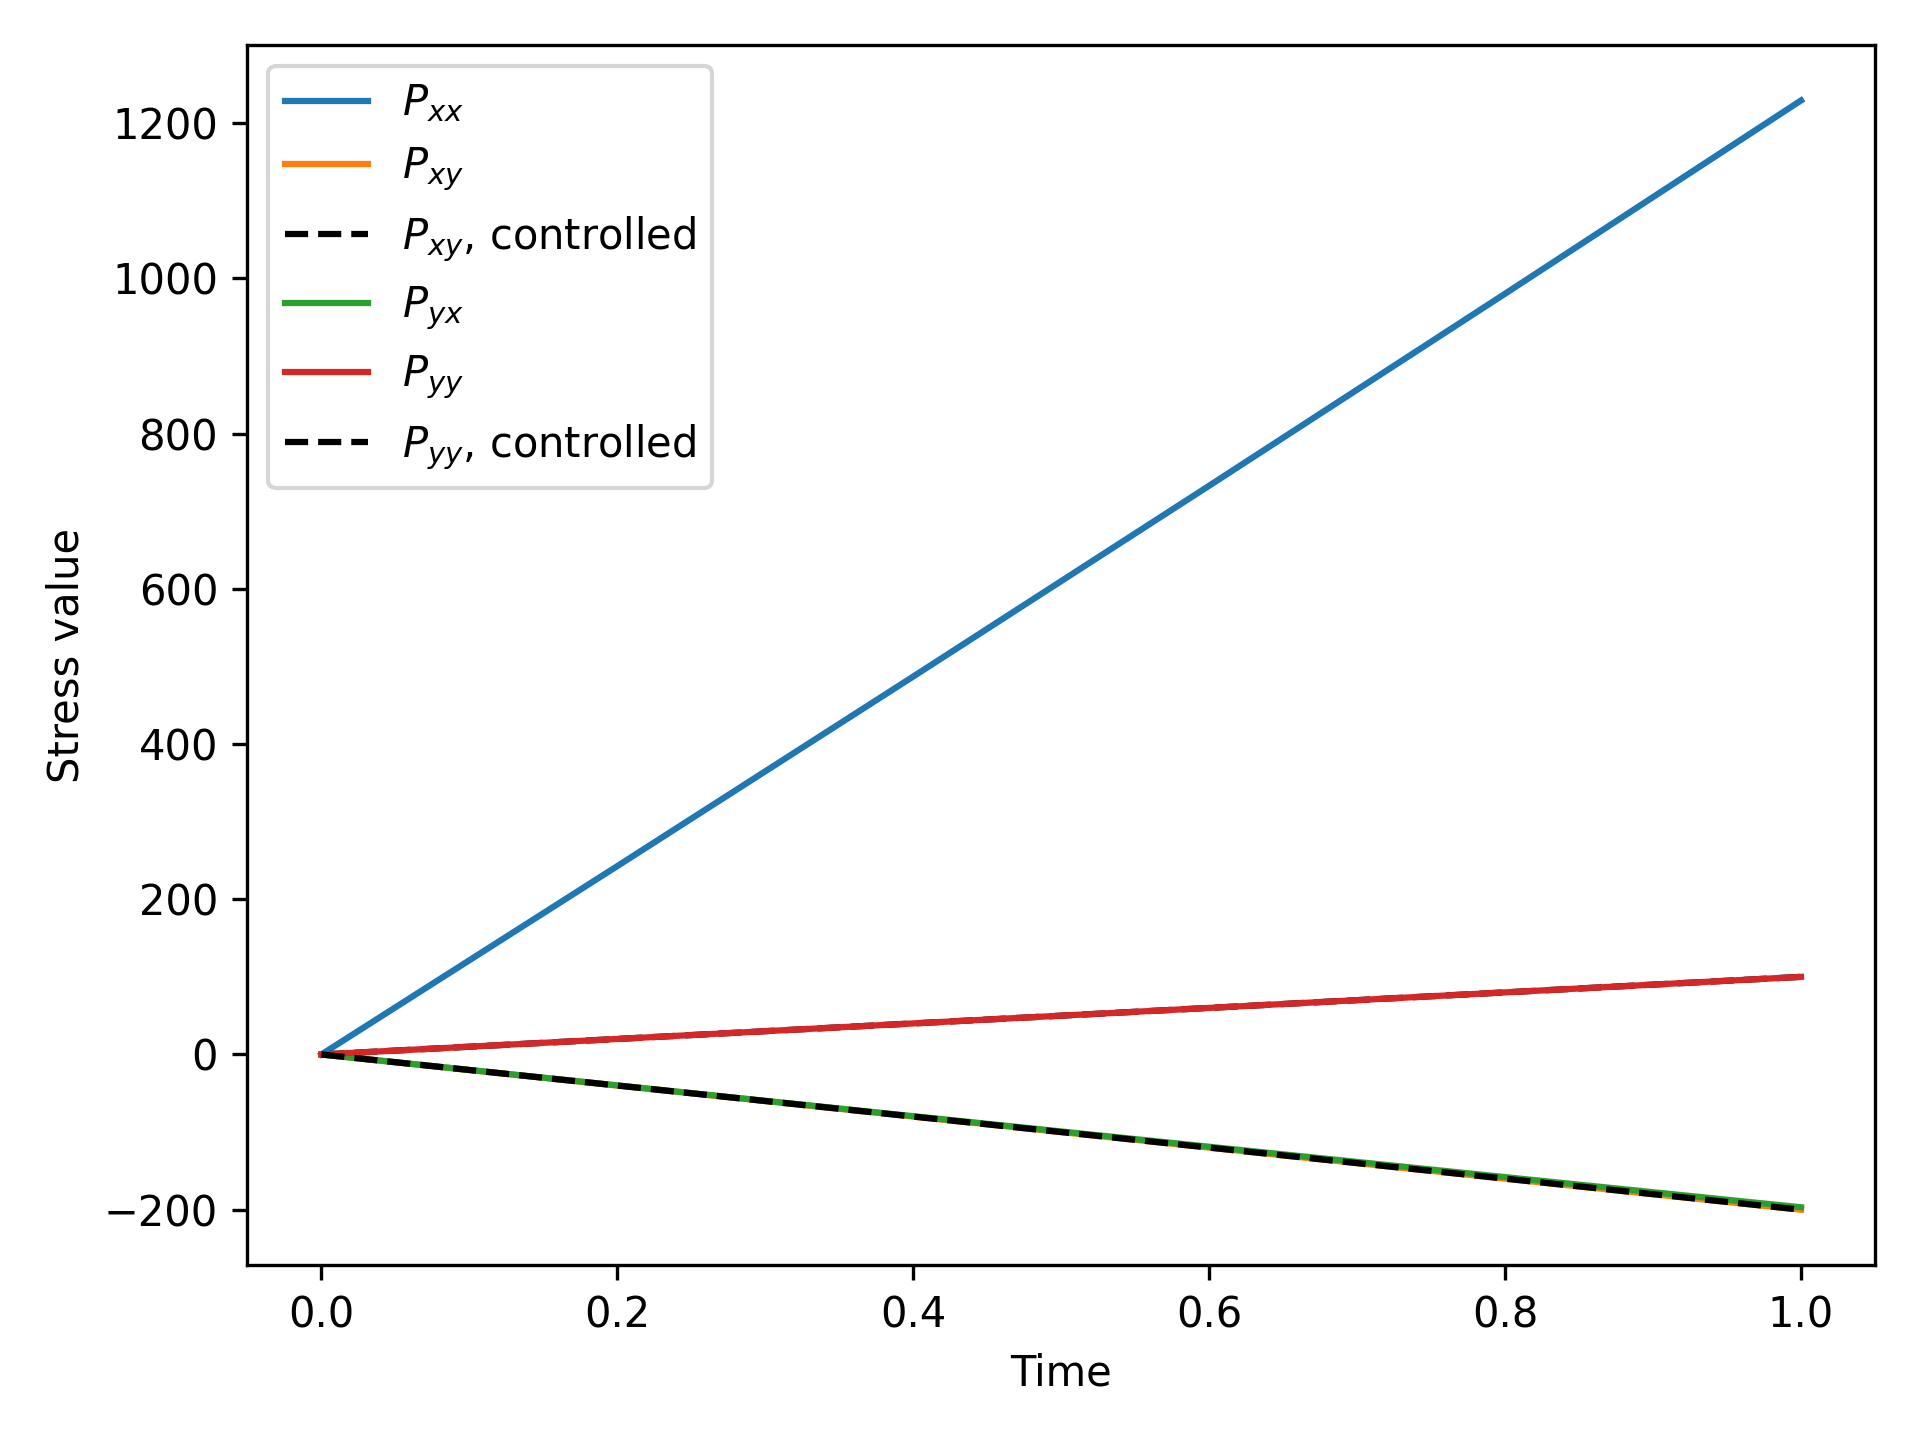 P_xx
P_xy
P_xy, controlled
P_yx
P_yy
P_yy, controlled
1200
1000
800
600
400
200
0
−200
Stress value
0.0 0.2 0.4 0.6 0.8 1.0
Time